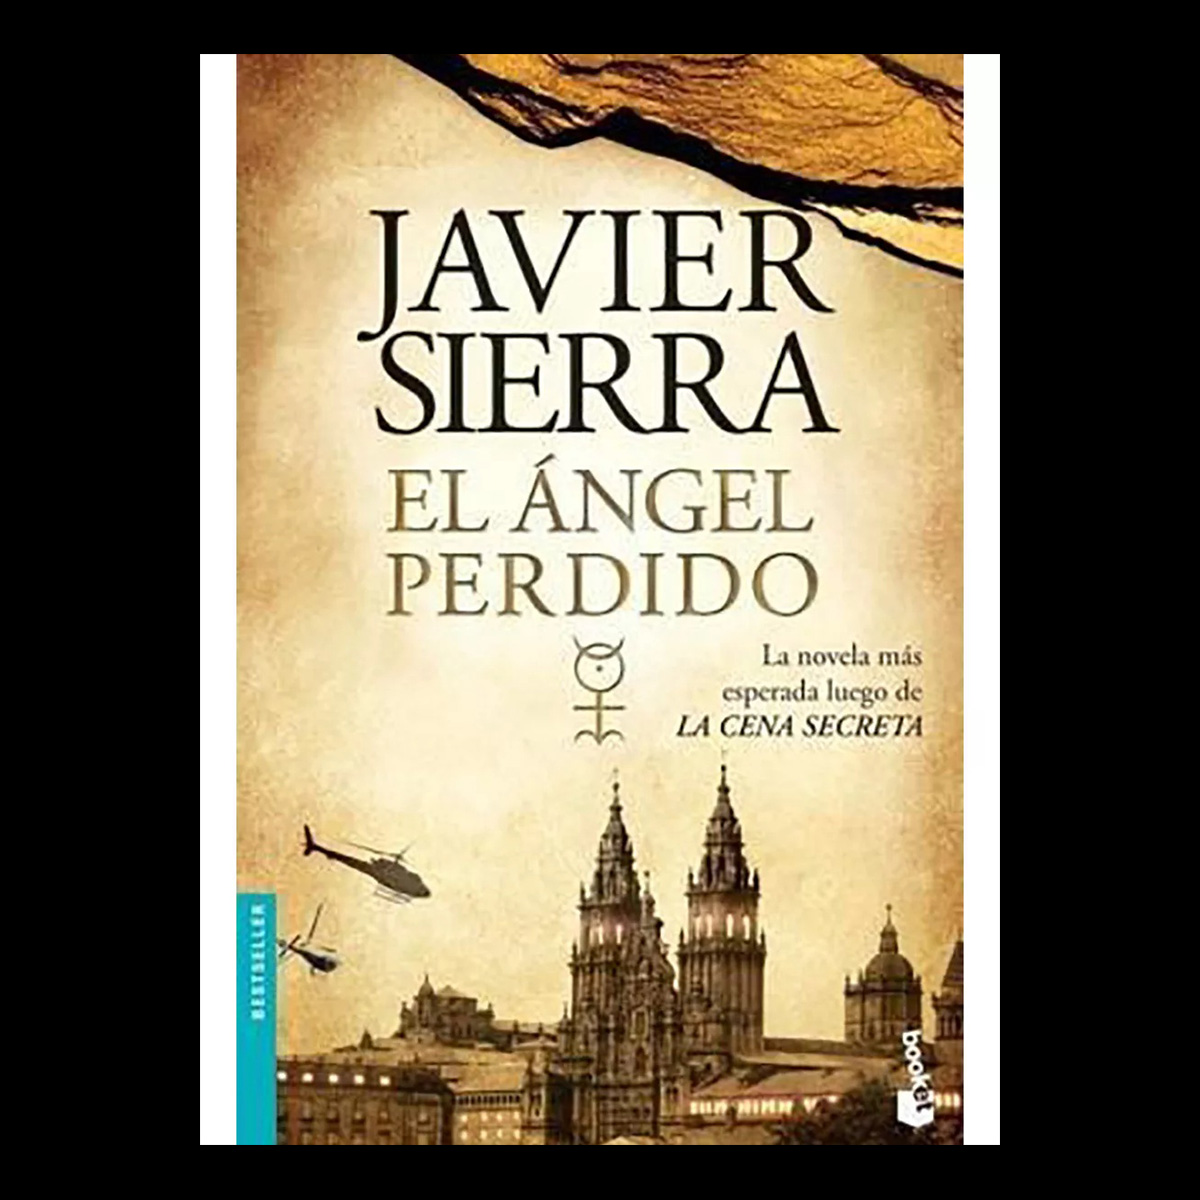 JAVIER
SIERRA
EL ÁNGEL
PERDIDO
La novela más
esperada luego de
LA CENA SECRETA
BESTSELLER
booket